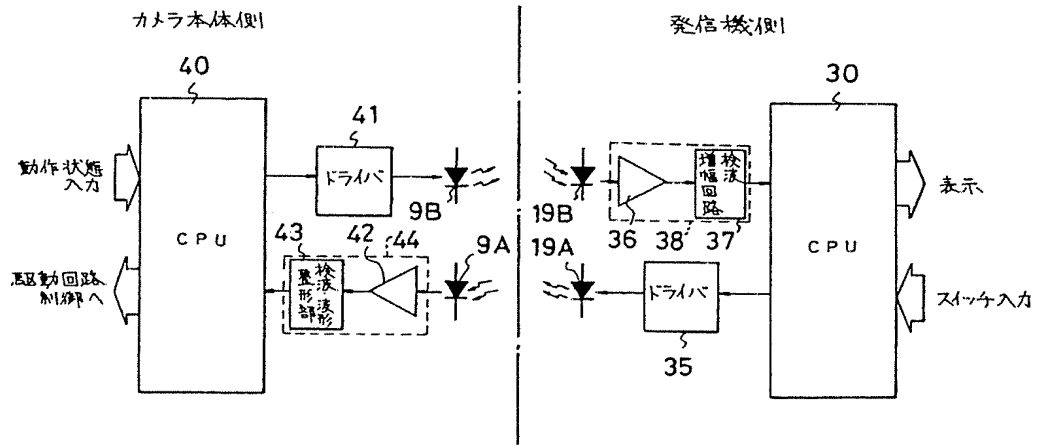 カメラ本体側
発信機側
40
30
41
動作状態
入力
ドライバ
検波
増幅回路
表示
9B
19B
36
38
37
CPU
CPU
43
42
44
9A
19A
駆動回路
制御へ
検波・波形
整形部
ドライバ
スイッチ入力
35